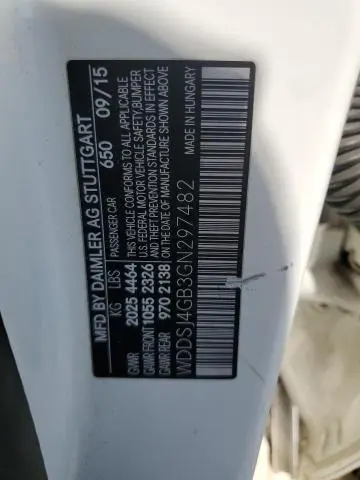 MFD BY DAIMLER AG STUTTGART
PASSENGER CAR 650 09/15
KG LBS
GVWR 2025 4464
GAWR FRONT 1055 2326
GAWR REAR 970 2138
THIS VEHICLE CONFORMS TO ALL APPLICABLE
U.S. FEDERAL MOTOR VEHICLE SAFETY, BUMPER
AND THEFT PREVENTION STANDARDS IN EFFECT
ON THE DATE OF MANUFACTURE SHOWN ABOVE
WDDSJ4GB3GN297482
MADE IN HUNGARY